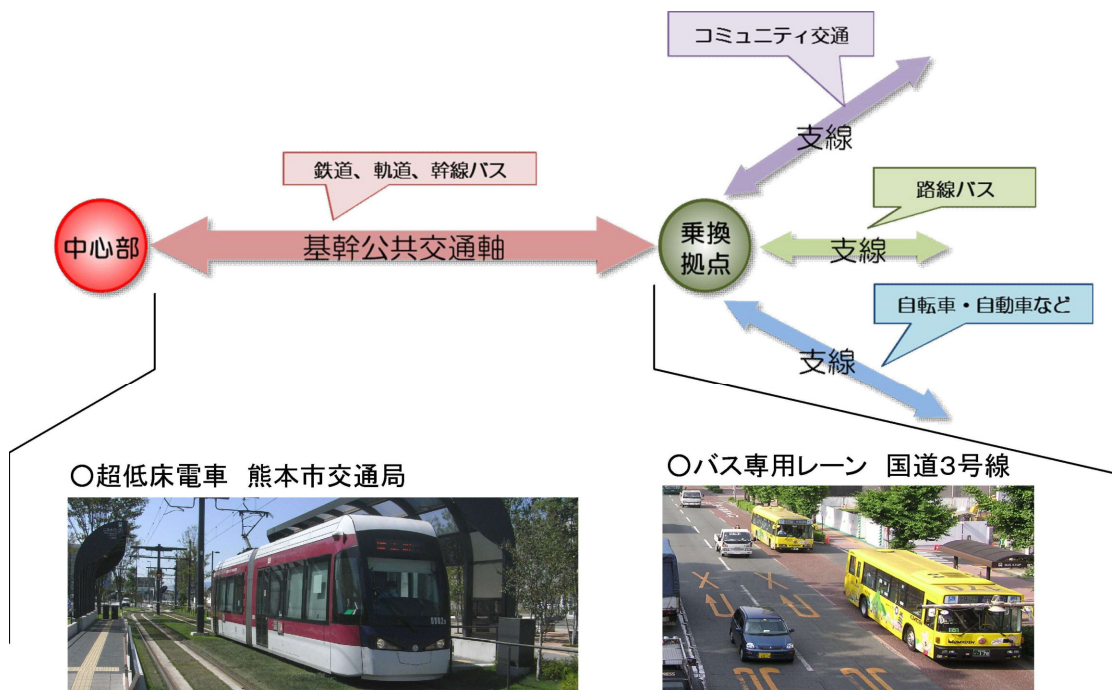 コミュニティ交通
支線
鉄道、軌道、幹線バス
路線バス
中心部
基幹公共交通軸
乗換
拠点
支線
自転車・自動車など
支線
○超低床電車 熊本市交通局
○バス専用レーン 国道3号線